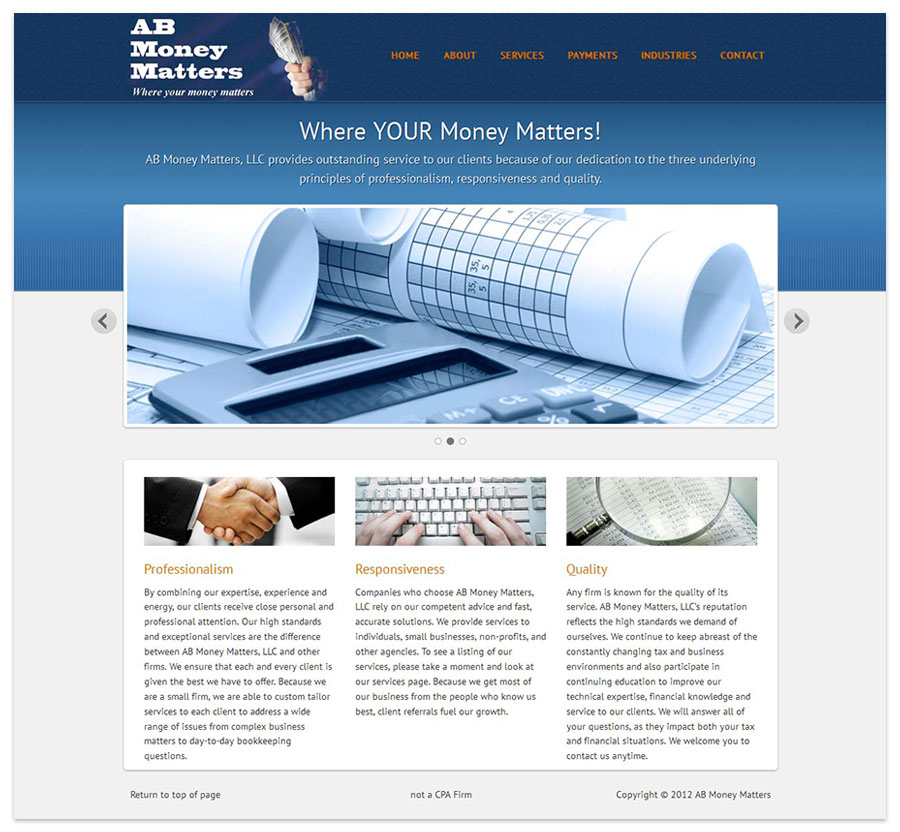 AB
Money
Matters
Where your money matters
HOME ABOUT SERVICES PAYMENTS INDUSTRIES CONTACT
Where YOUR Money Matters!
AB Money Matters, LLC provides outstanding service to our clients because of our dedication to the three underlying
principles of professionalism, responsiveness and quality.
35,
35,
5
5
M+ CE
%
Professionalism
By combining our expertise, experience and
energy, our clients receive close personal and
professional attention. Our high standards
and exceptional services are the difference
between AB Money Matters, LLC and other
firms. We ensure that each and every client is
given the best we have to offer. Because we
are a small firm, we are able to custom tailor
services to each client to address a wide
range of issues from complex business
matters to day-to-day bookkeeping
questions.
Responsiveness
Companies who choose AB Money Matters,
LLC rely on our competent advice and fast,
accurate solutions. We provide services to
individuals, small businesses, non-profits, and
other agencies. To see a listing of our
services, please take a moment and look at
our services page. Because we get most of
our business from the people who know us
best, client referrals fuel our growth.
Quality
Any firm is known for the quality of its
service. AB Money Matters, LLC's reputation
reflects the high standards we demand of
ourselves. We continue to keep abreast of the
constantly changing tax and business
environments and also participate in
continuing education to improve our
technical expertise, financial knowledge and
service to our clients. We will answer all of
your questions, as they impact both your tax
and financial situations. We welcome you to
contact us anytime.
Return to top of page
not a CPA Firm
Copyright © 2012 AB Money Matters